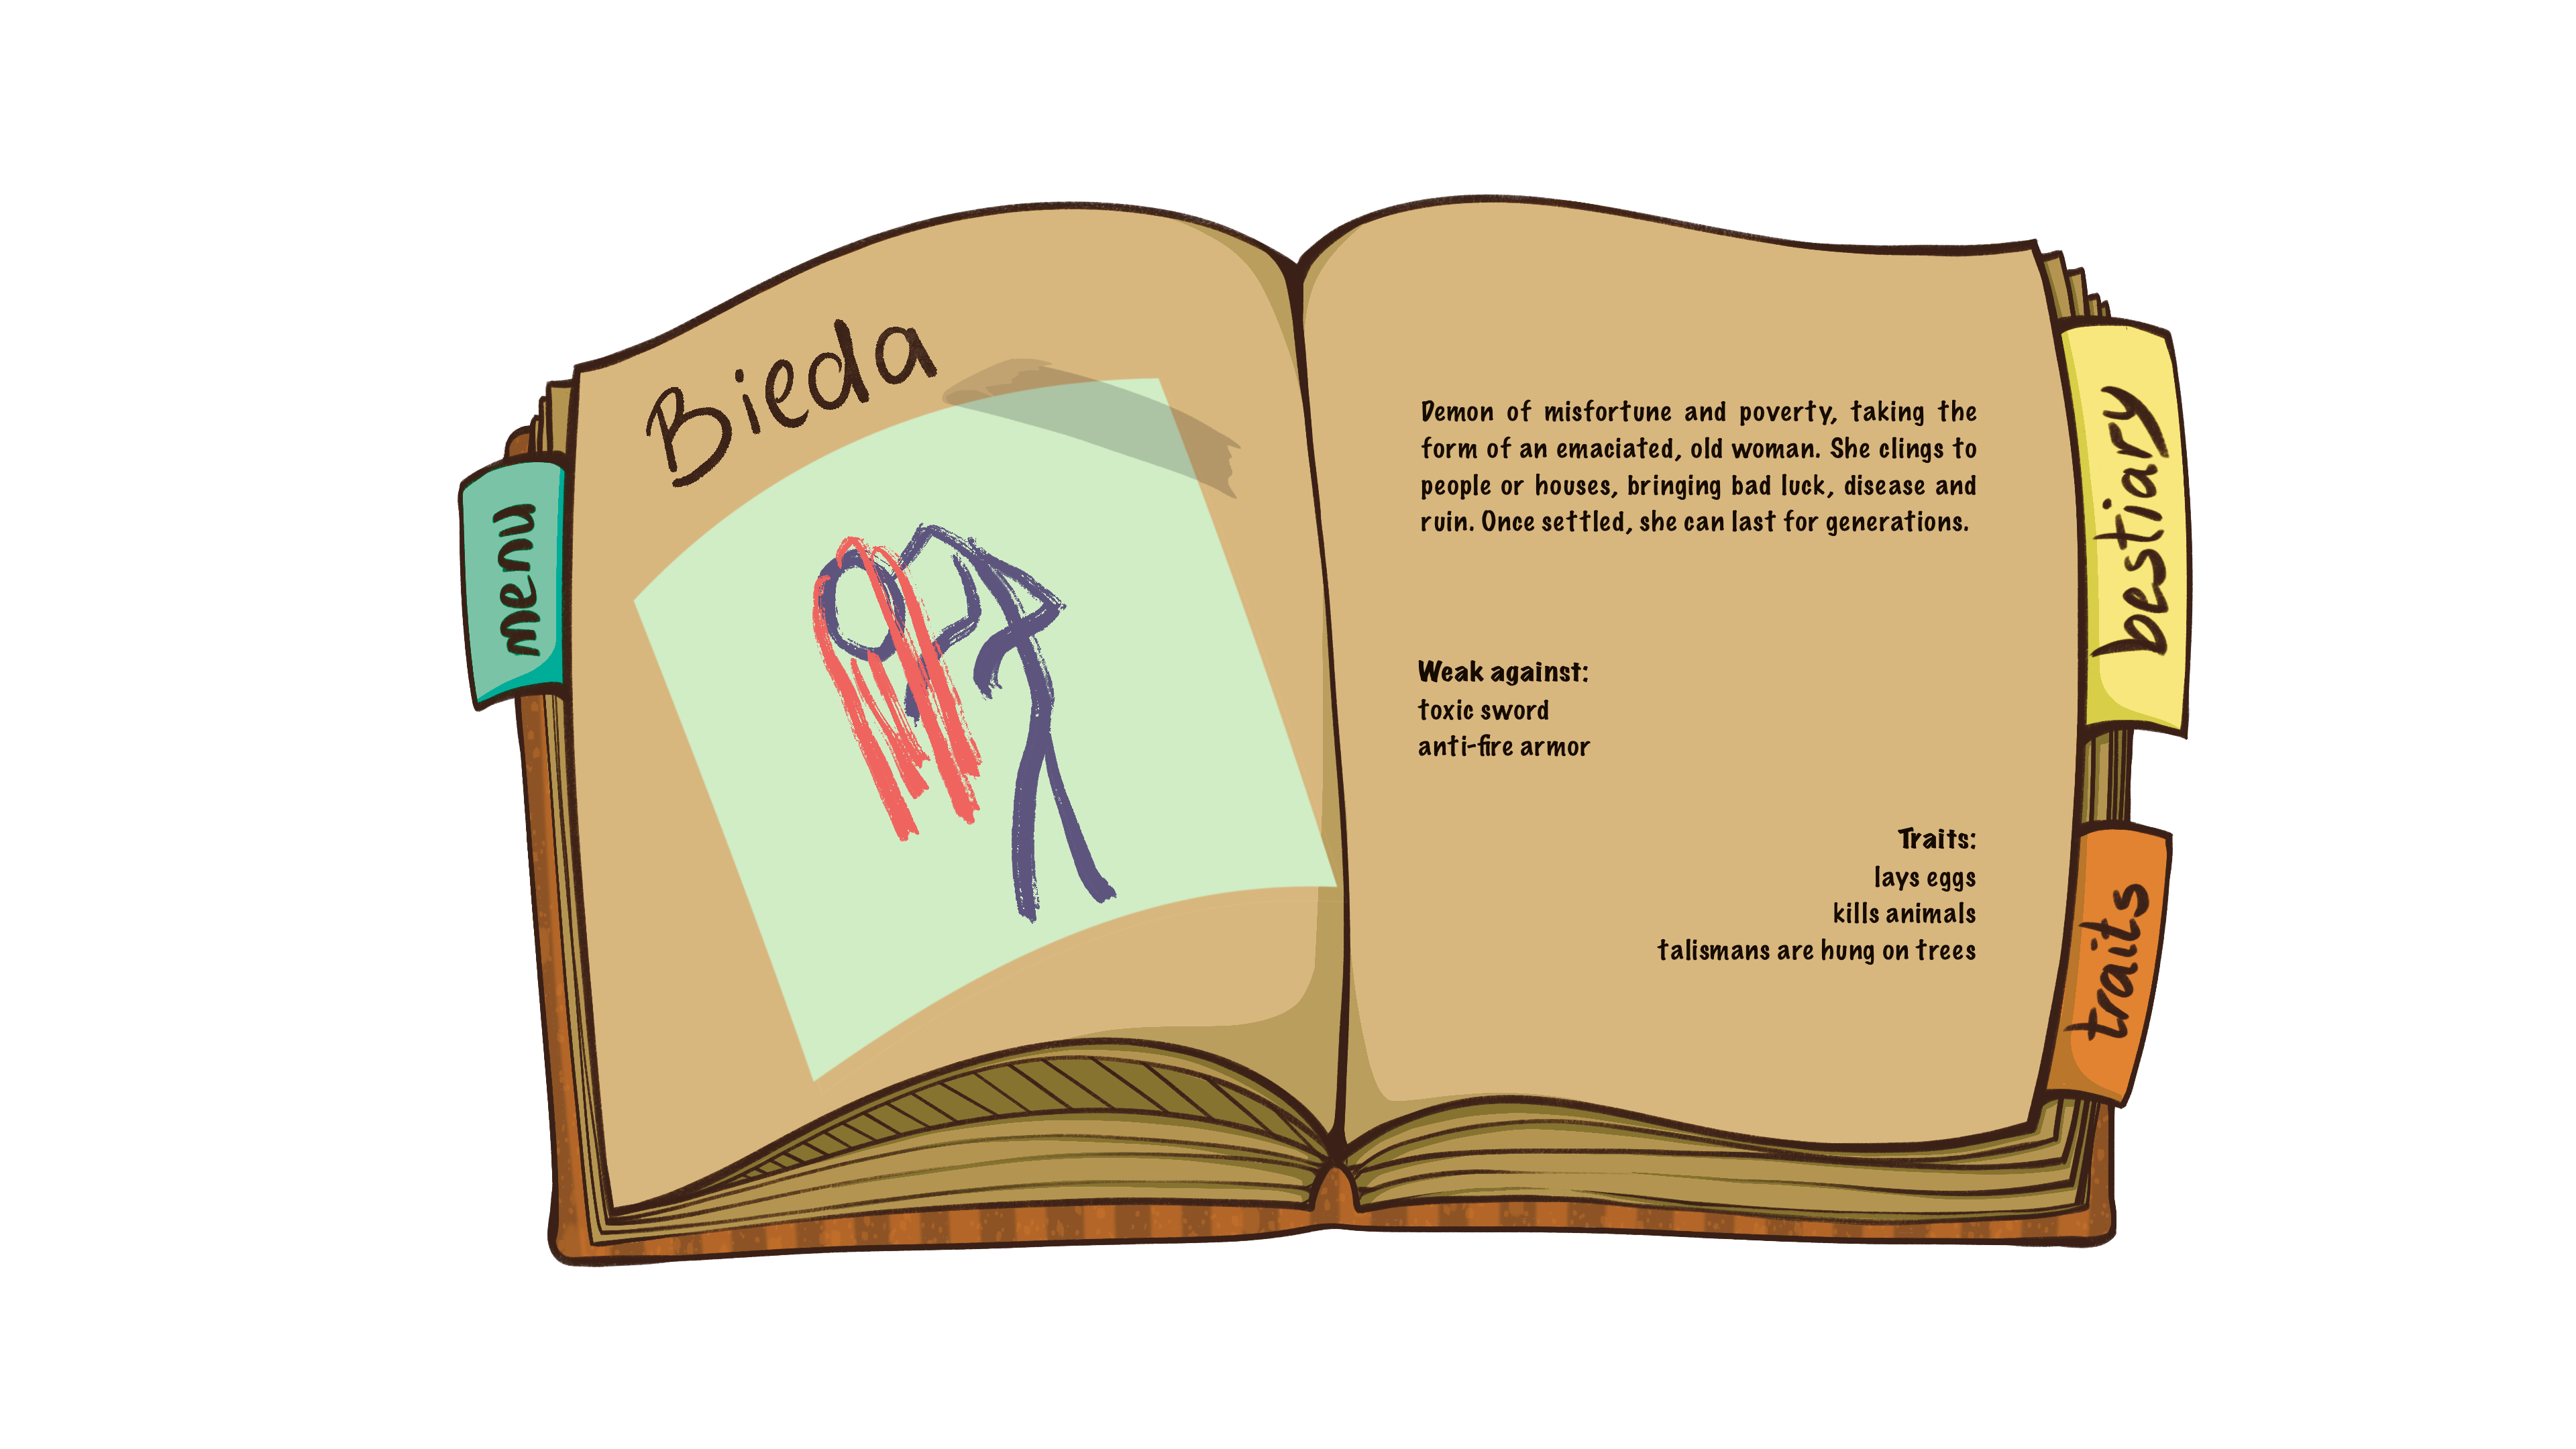 Bieda
menu
Demon of misfortune and poverty, taking the
form of an emaciated, old woman. She clings to
people or houses, bringing bad luck, disease and
ruin. Once settled, she can last for generations.
Weak against:
toxic sword
anti-fire armor
Traits:
lays eggs
kills animals
talismans are hung on trees
bestiary
traits